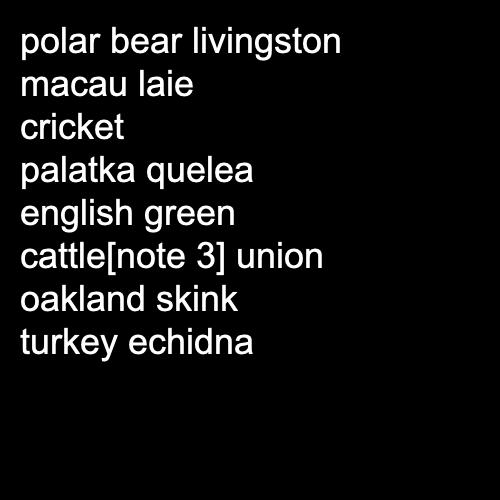 polar bear livingston
macau laie
cricket
palatka quelea
english green
cattle[note 3] union
oakland skink
turkey echidna